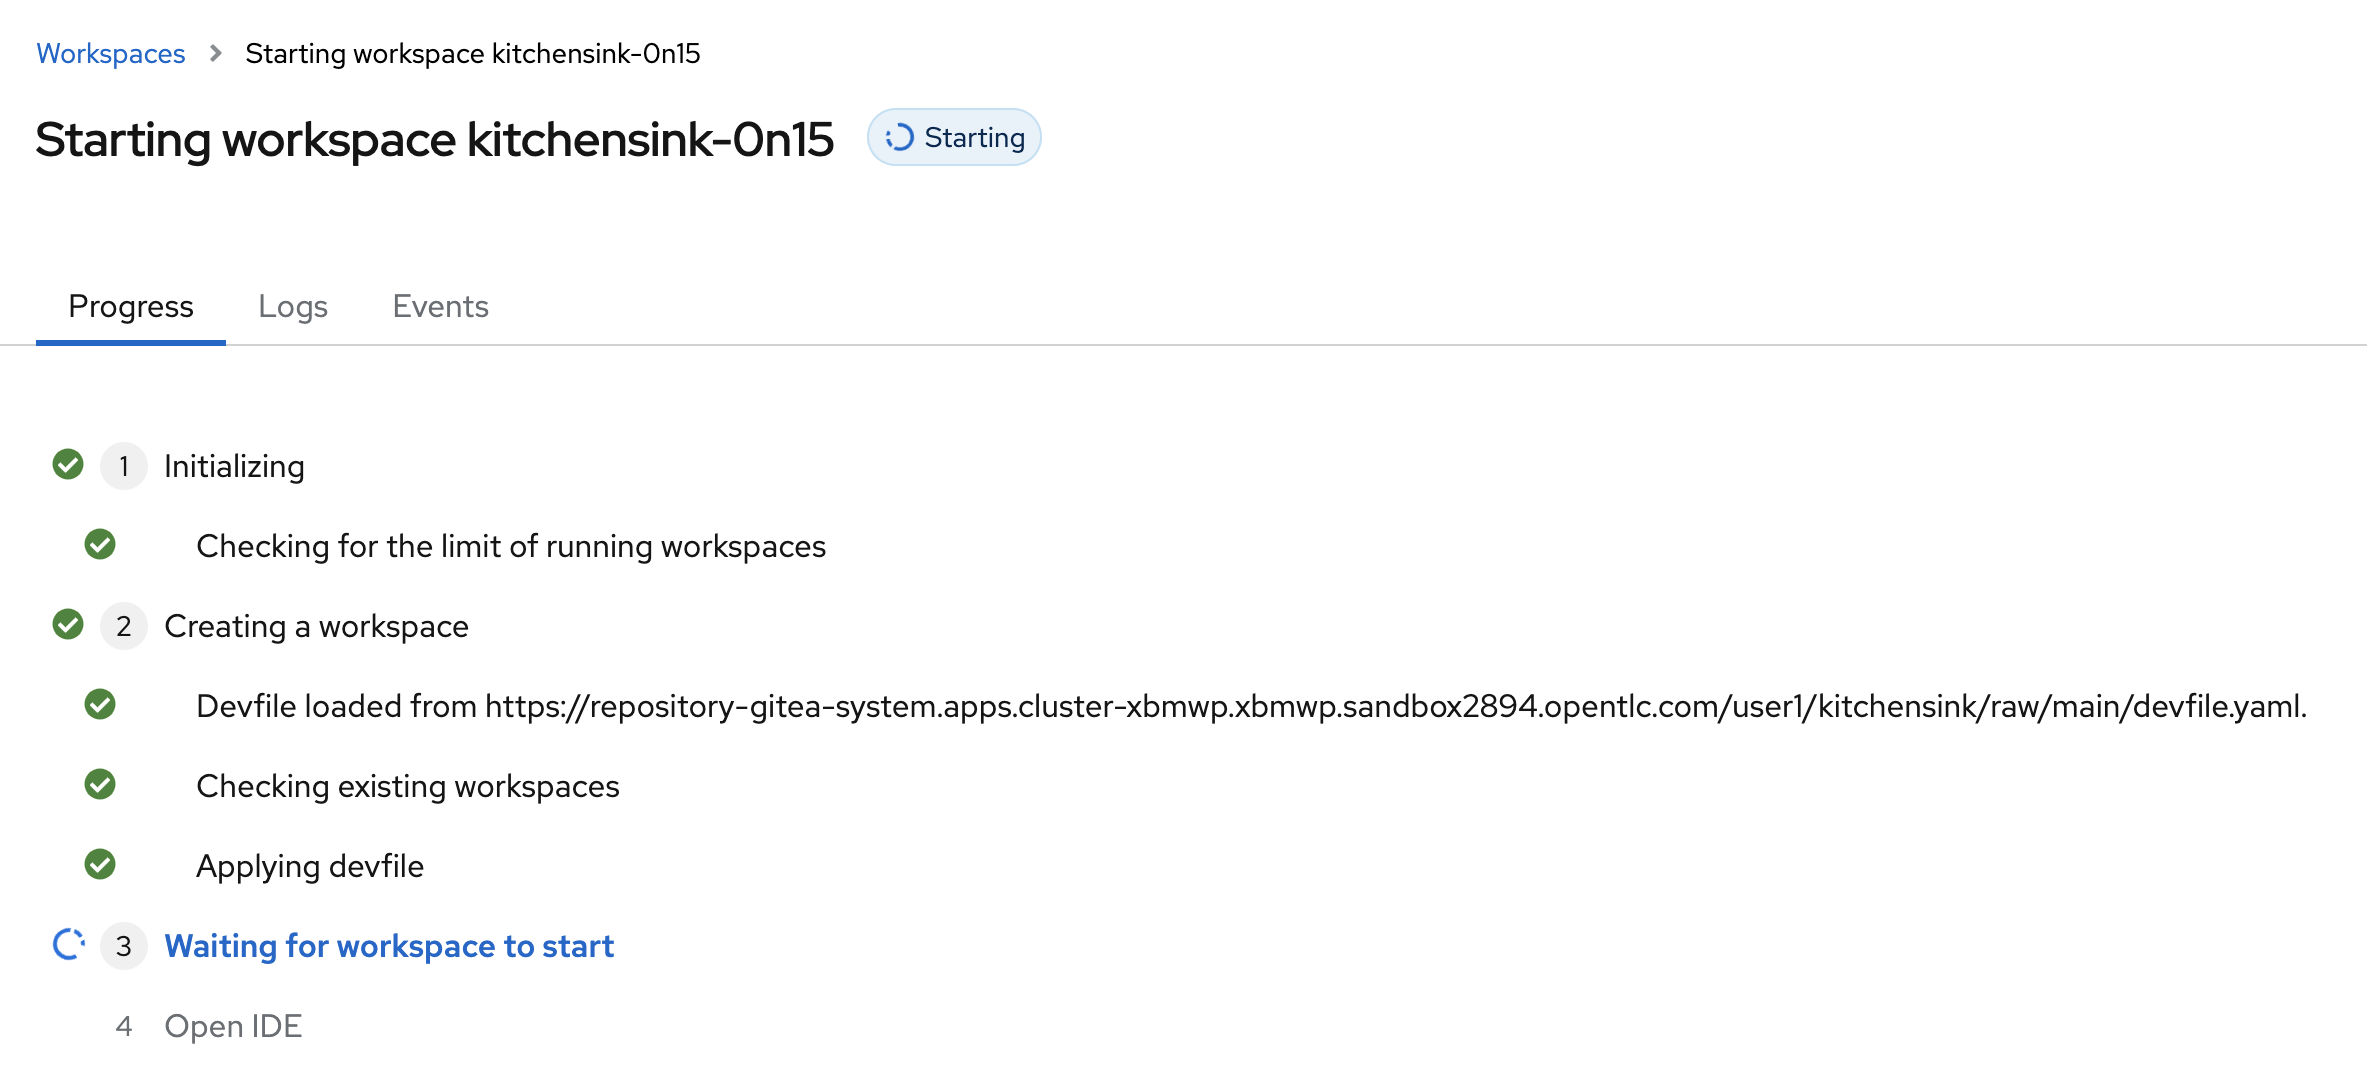 Workspaces > Starting workspace kitchensink-0n15
Starting workspace kitchensink-0n15 Starting
Progress Logs Events
1 Initializing
Checking for the limit of running workspaces
2 Creating a workspace
Devfile loaded from https://repository-gitea-system.apps.cluster-xbmwp.xbmwp.sandbox2894.opentlc.com/user1/kitchensink/raw/main/devfile.yaml.
Checking existing workspaces
Applying devfile
3 Waiting for workspace to start
4 Open IDE